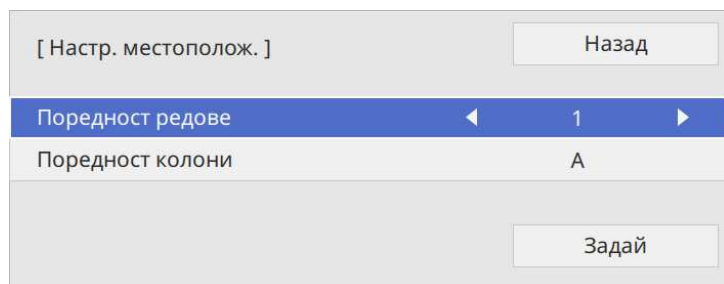 [ Настр. местополож. ]
Назад
Поредност редове 1
Поредност колони A
Задай